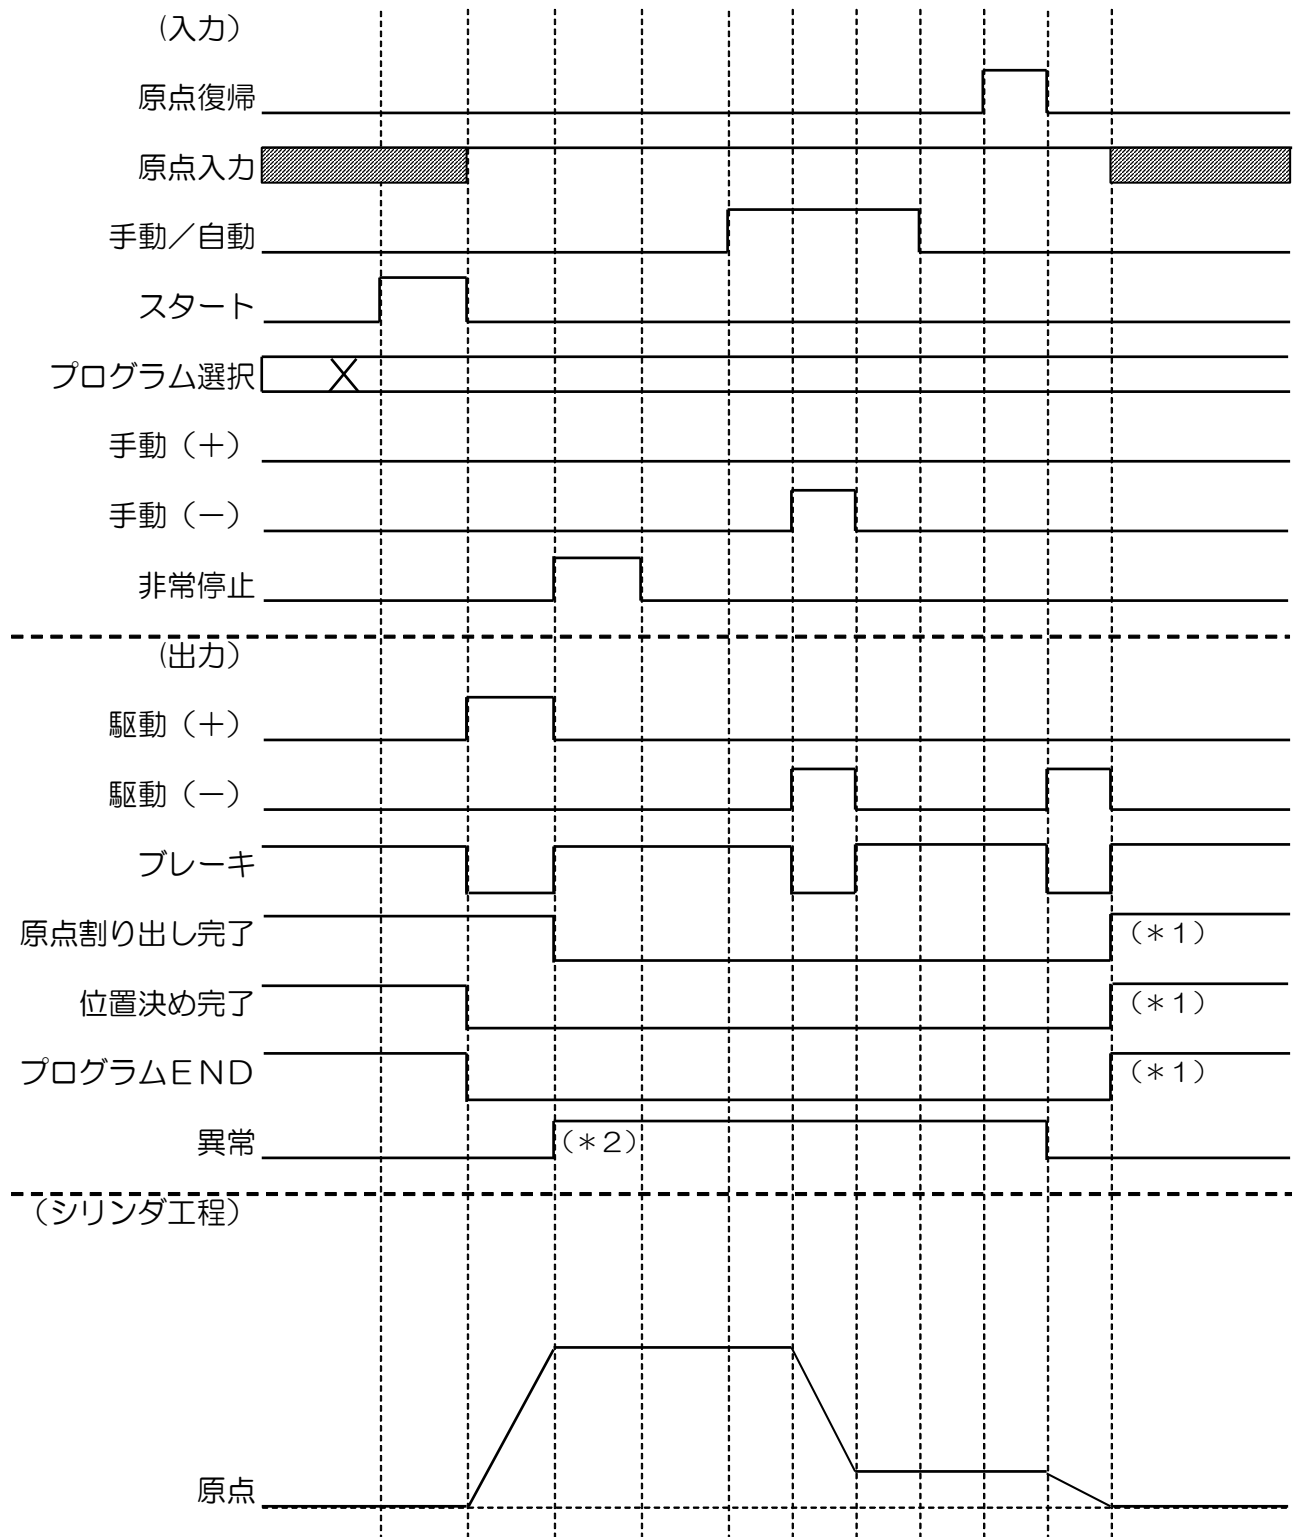 (入力)
原点復帰
原点入力
手動／自動
スタート
プログラム選択
手動（＋）
手動（－）
非常停止
(出力)
駆動（＋）
駆動（－）
ブレーキ
原点割り出し完了 （＊１）
位置決め完了 （＊１）
プログラムＥＮＤ （＊１）
異常 （＊２）
（シリンダ工程）
原点